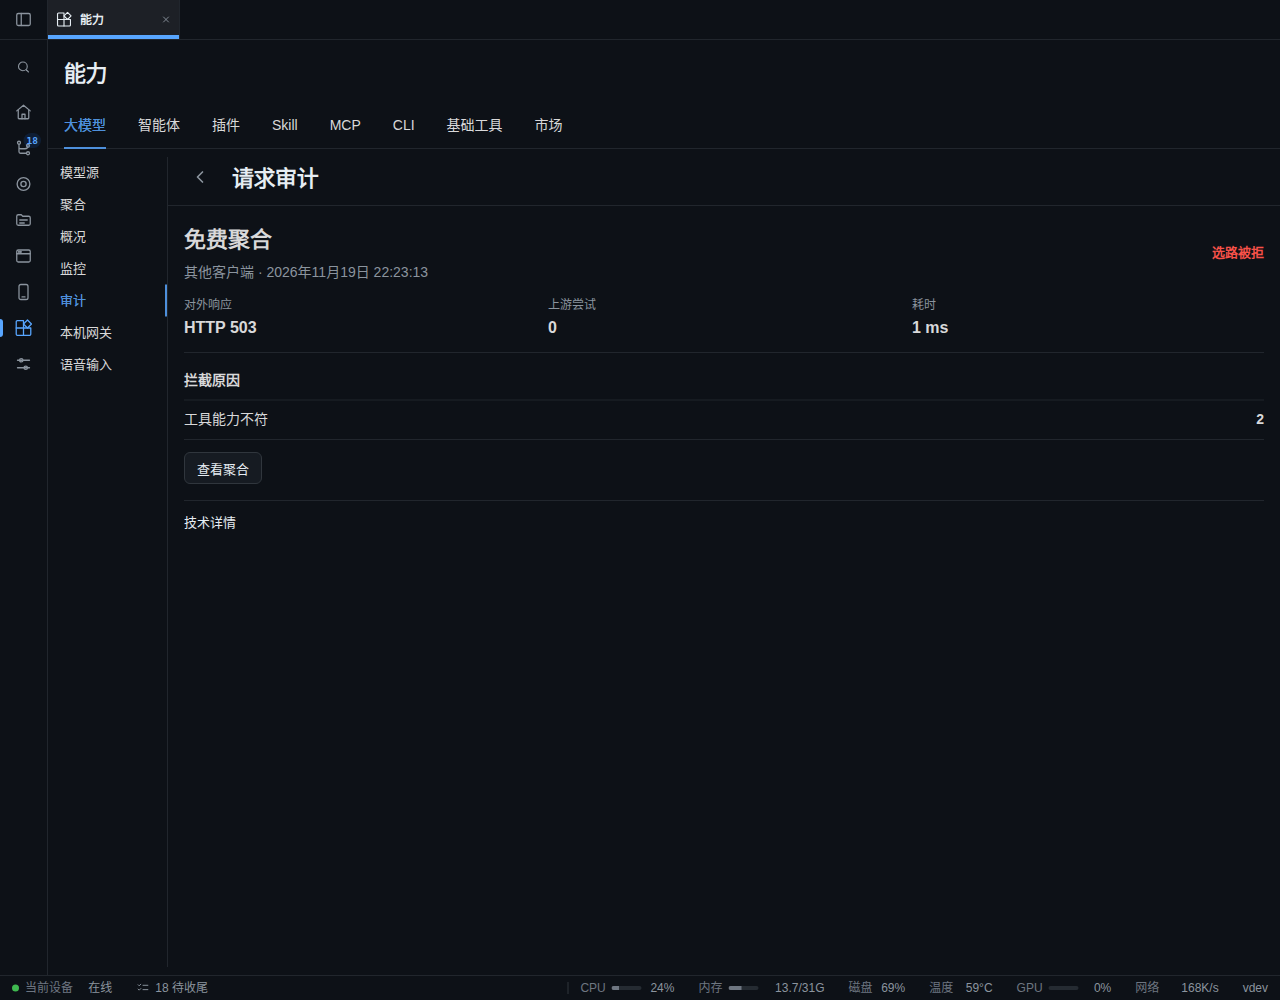 能力
能力
大模型 智能体 插件 Skill MCP CLI 基础工具 市场
18
模型源
聚合
概况
监控
审计
本机网关
语音输入
请求审计
免费聚合
选路被拒
其他客户端 · 2026年11月19日 22:23:13
对外响应 上游尝试 耗时
HTTP 503 0 1 ms
拦截原因
工具能力不符 2
查看聚合
技术详情
当前设备 在线 18 待收尾 CPU 24% 内存 13.7/31G 磁盘 69% 温度 59°C GPU 0% 网络 168K/s vdev